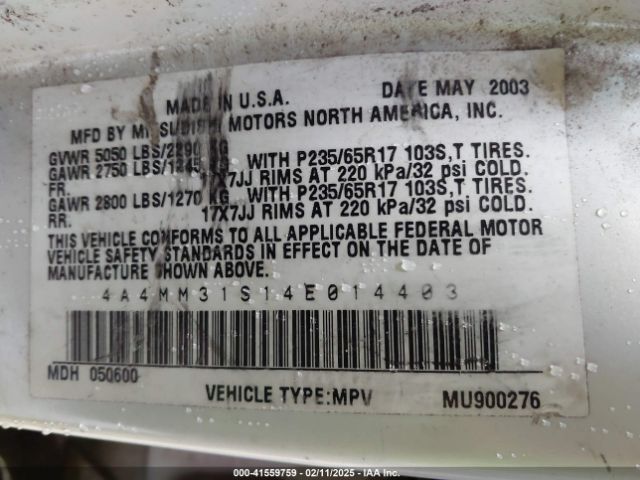 MADE IN U.S.A. DATE MAY 2003
MFD BY MITSUBISHI MOTORS NORTH AMERICA, INC.
GVWR 5050 LBS/2290 KG WITH P235/65R17 103S,T TIRES.
GAWR 2750 LBS/1245 17X7JJ RIMS AT 220 kPa/32 psi COLD.
FR.
GAWR 2800 LBS/1270 KG WITH P235/65R17 103S,T TIRES.
RR. 17X7JJ RIMS AT 220 kPa/32 psi COLD.
THIS VEHICLE CONFORMS TO ALL APPLICABLE FEDERAL MOTOR
VEHICLE SAFETY STANDARDS IN EFFECT ON THE DATE OF
MANUFACTURE SHOWN ABOVE.
4A4MM31S14E014403
MDH 050600
VEHICLE TYPE:MPV MU900276
000-41559759 - 02/11/2025 - IAA Inc.